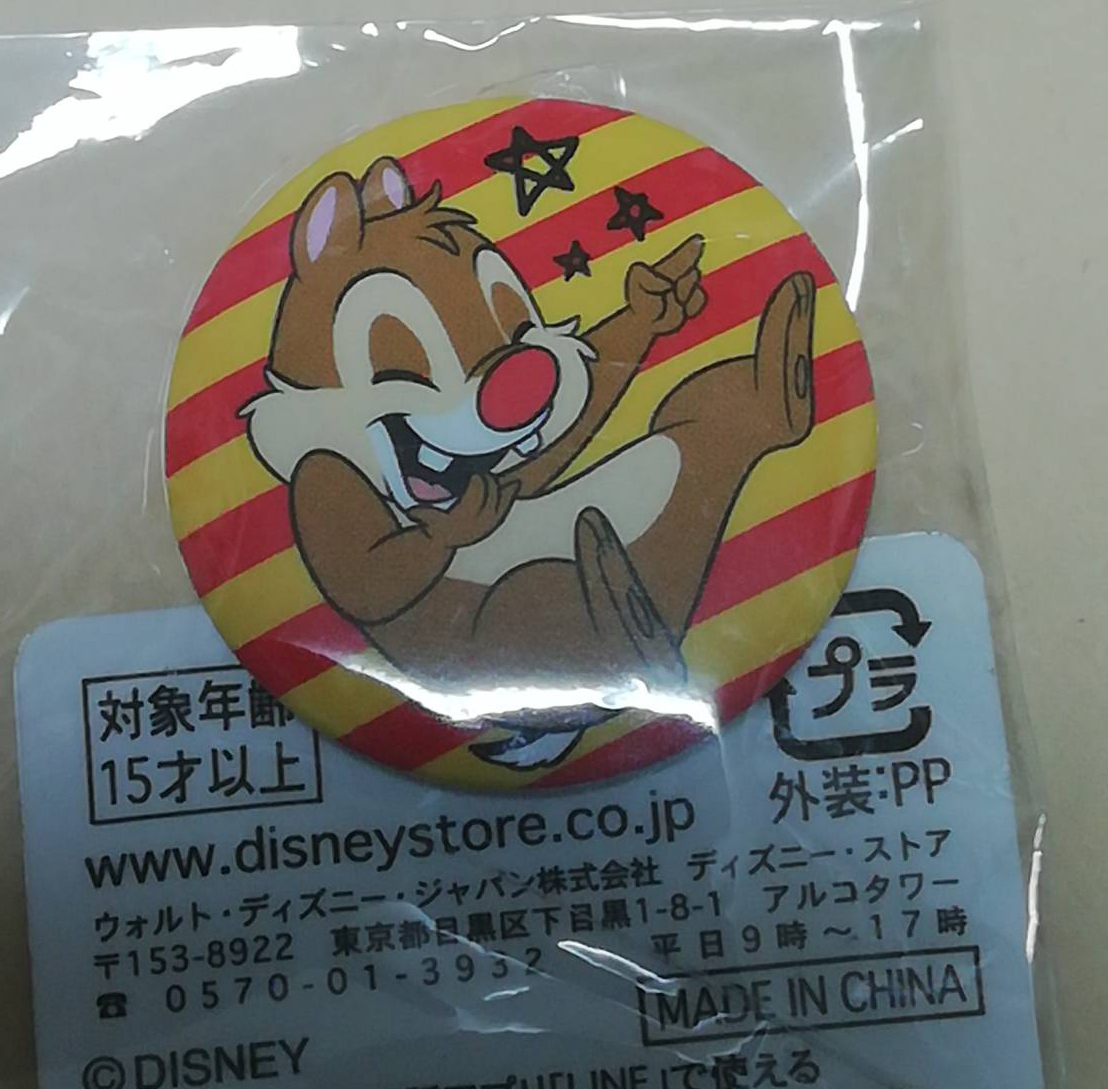 対象年齢
15才以上
プラ
外装:PP
www.disneystore.co.jp
ウォルト・ディズニー・ジャパン株式会社 ディズニー・ストア
〒153-8922 東京都目黒区下目黒1-8-1 アルコタワー
☎ 0570-01-3932 平日9時～17時
MADE IN CHINA
©DISNEY
「LINE」で使える